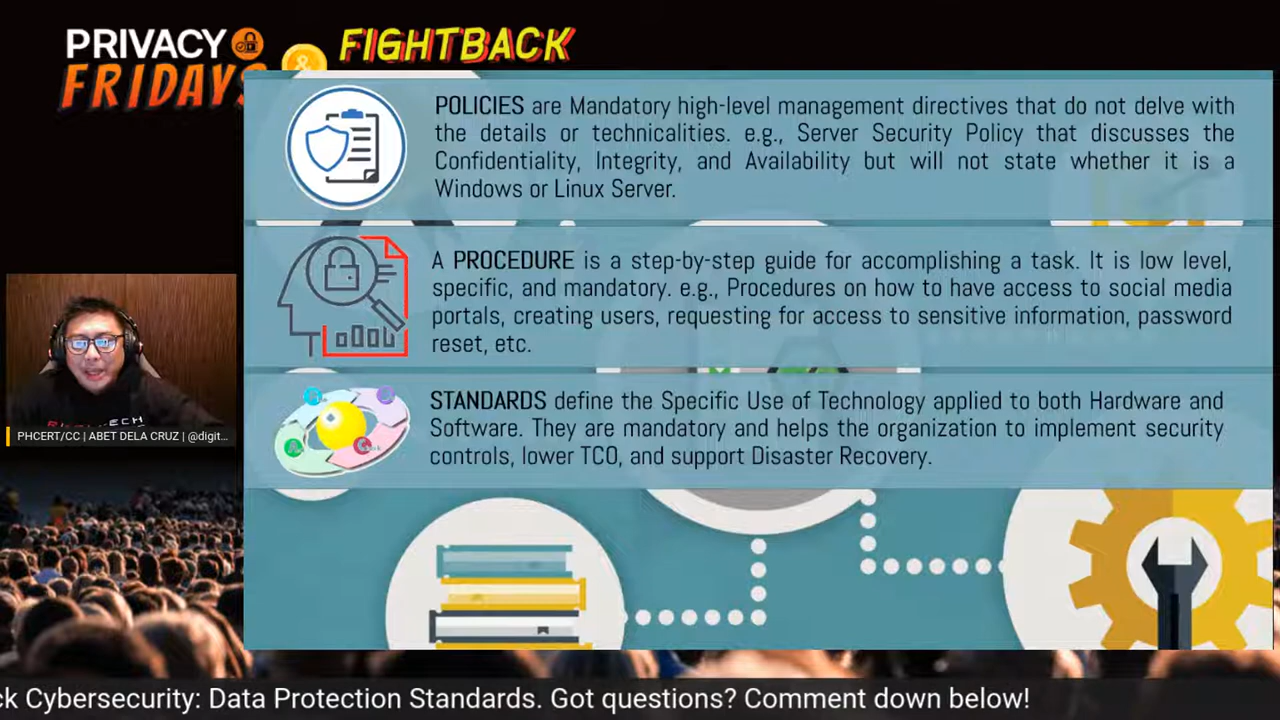 PRIVACY
FRIDAYS
&
FIGHTBACK
POLICIES are Mandatory high-level management directives that do not delve with
the details or technicalities. e.g., Server Security Policy that discusses the
Confidentiality, Integrity, and Availability but will not state whether it is a
Windows or Linux Server.
A PROCEDURE is a step-by-step guide for accomplishing a task. It is low level,
specific, and mandatory. e.g., Procedures on how to have access to social media
portals, creating users, requesting for access to sensitive information, password
reset, etc.
STANDARDS define the Specific Use of Technology applied to both Hardware and
Software. They are mandatory and helps the organization to implement security
controls, lower TCO, and support Disaster Recovery.
PHCERT/CC | ABET DELA CRUZ | @digit...
ck Cybersecurity: Data Protection Standards. Got questions? Comment down below!